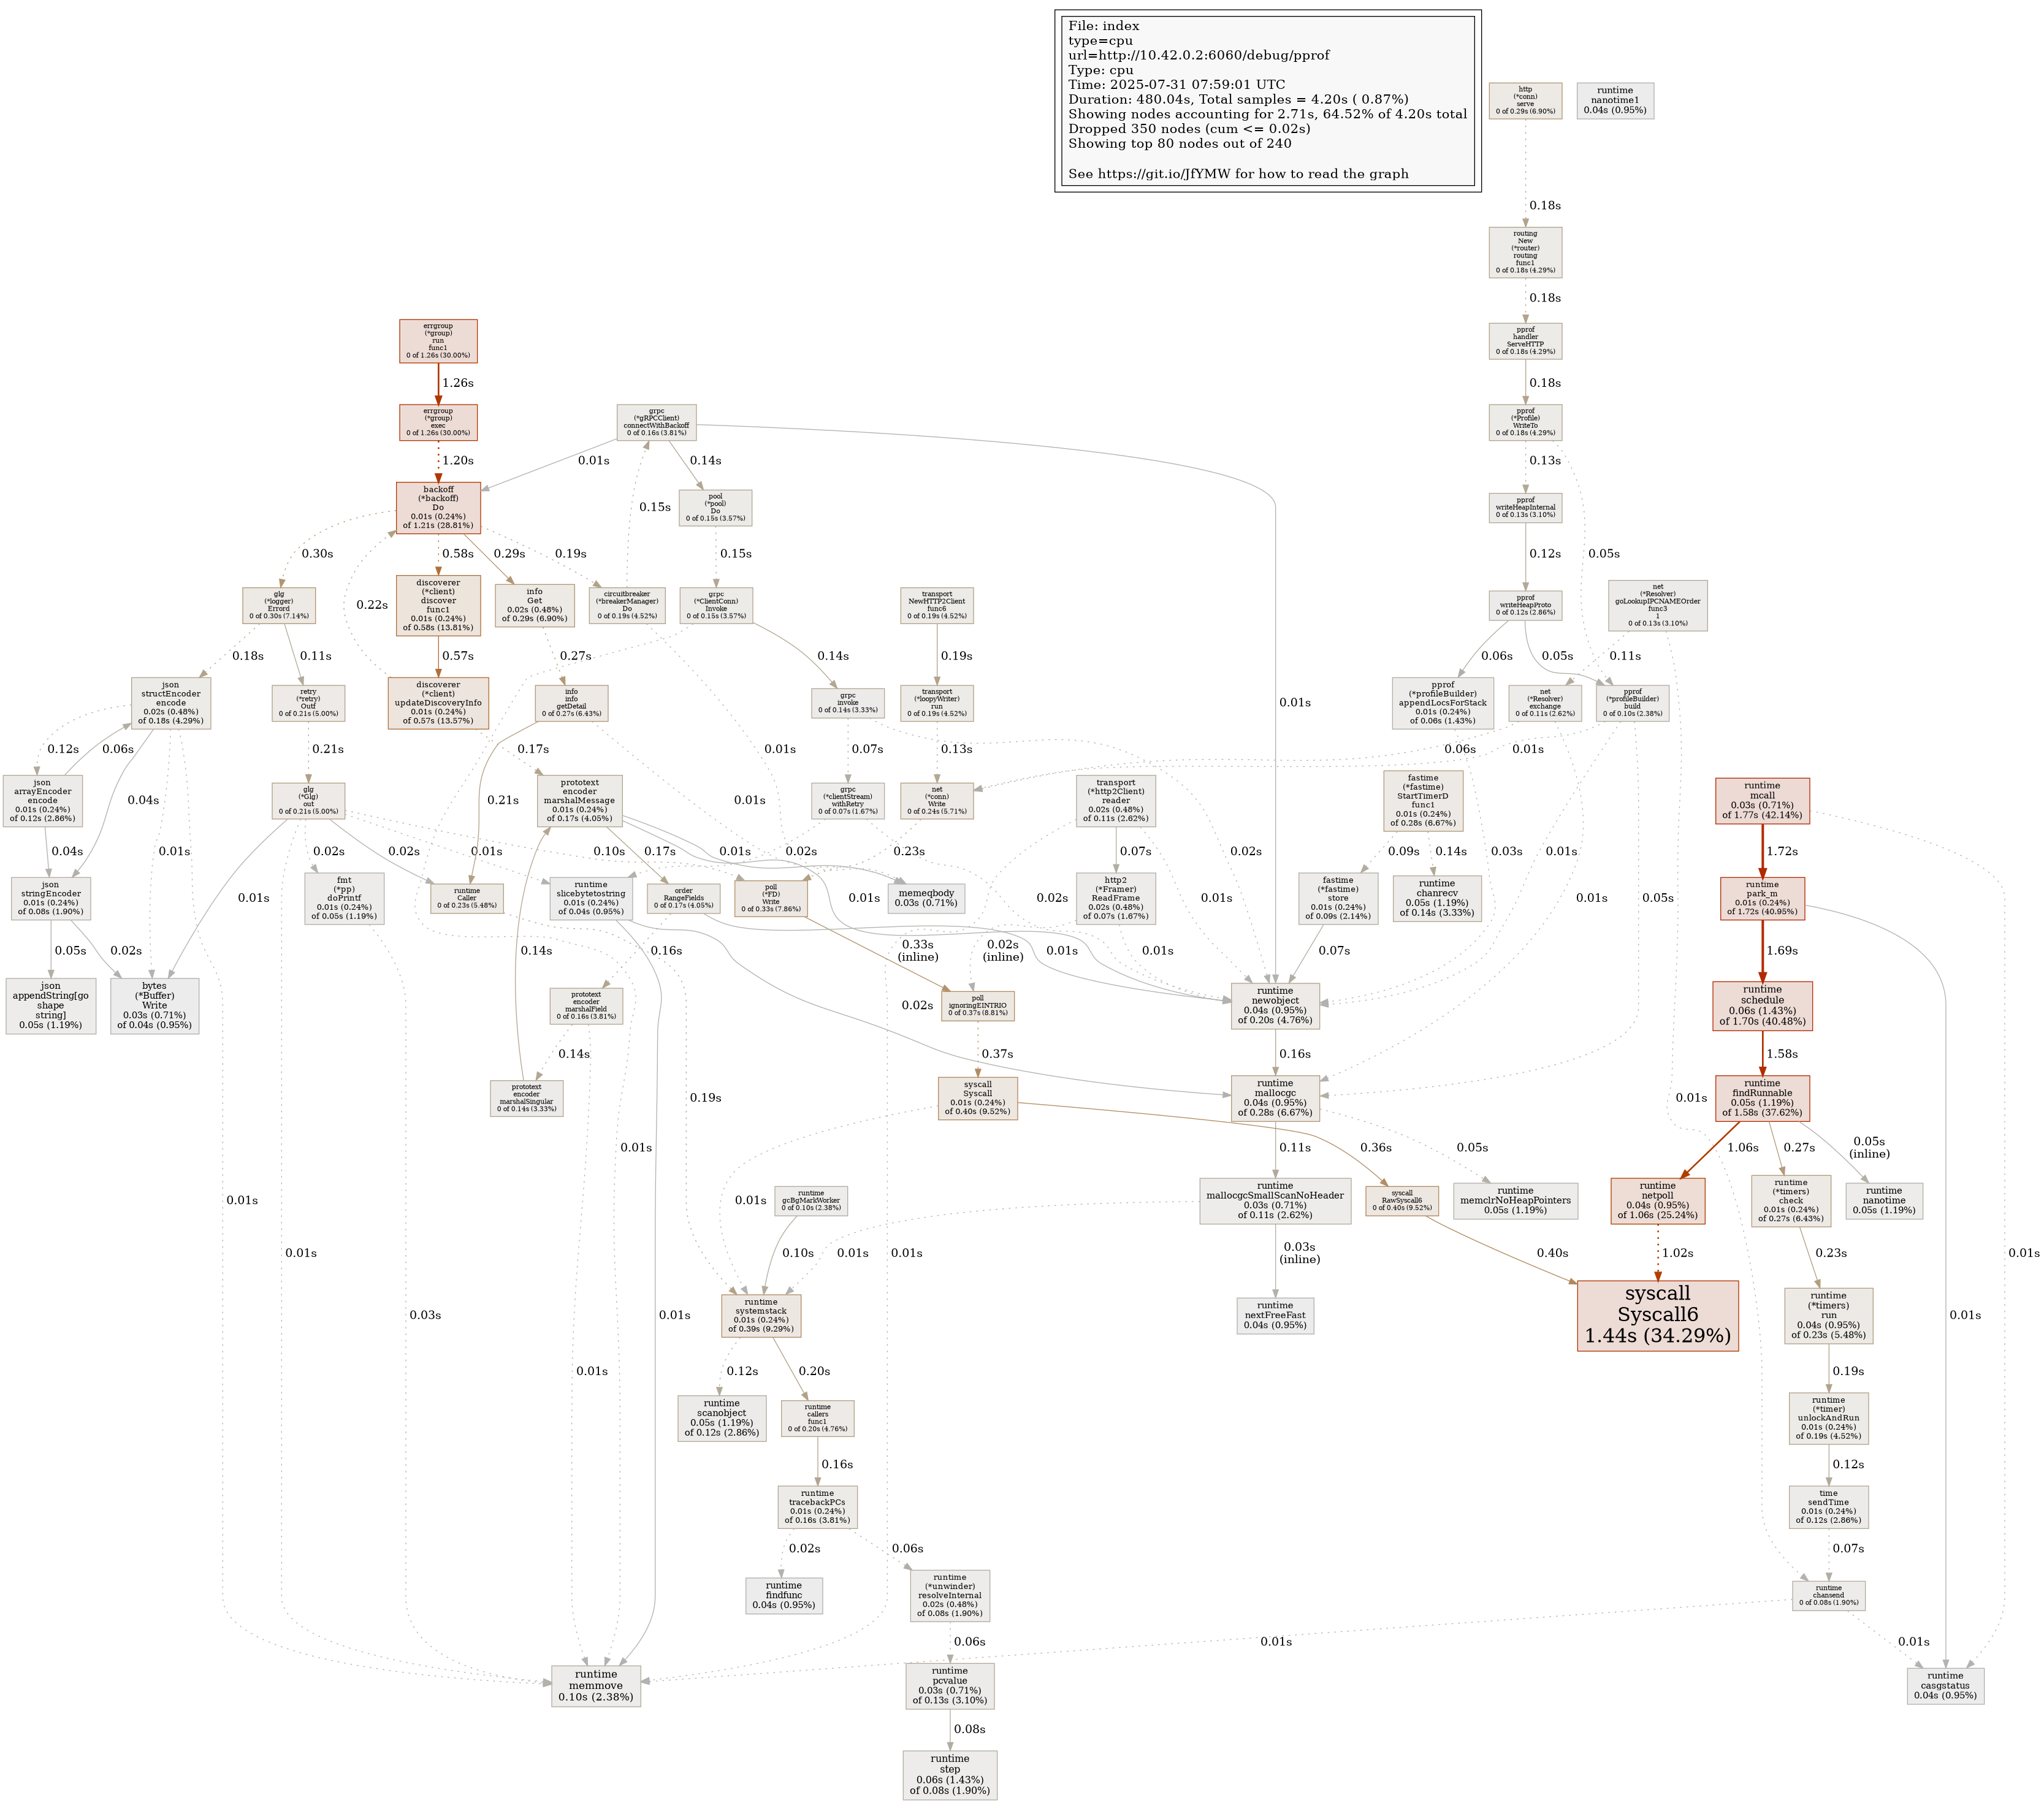 File: index
type=cpu
url=http://10.42.0.2:6060/debug/pprof
Type: cpu
Time: 2025-07-31 07:59:01 UTC
Duration: 480.04s, Total samples = 4.20s ( 0.87%)
Showing nodes accounting for 2.71s, 64.52% of 4.20s total
Dropped 350 nodes (cum <= 0.02s)
Showing top 80 nodes out of 240
See https://git.io/JfYMW for how to read the graph
http
(*conn)
serve
0 of 0.29s (6.90%)
runtime
nanotime1
0.04s (0.95%)
0.18s
routing
New
(*router)
routing
func1
0 of 0.18s (4.29%)
0.18s
pprof
handler
ServeHTTP
0 of 0.18s (4.29%)
0.18s
pprof
(*Profile)
WriteTo
0 of 0.18s (4.29%)
0.13s
0.05s
pprof
writeHeapInternal
0 of 0.13s (3.10%)
0.12s
pprof
writeHeapProto
0 of 0.12s (2.86%)
0.06s
0.05s
net
(*Resolver)
goLookupIPCNAMEOrder
func3
1
0 of 0.13s (3.10%)
0.11s
0.01s
errgroup
(*group)
run
func1
0 of 1.26s (30.00%)
1.26s
errgroup
(*group)
exec
0 of 1.26s (30.00%)
1.20s
grpc
(*gRPCClient)
connectWithBackoff
0 of 0.16s (3.81%)
0.01s
0.14s
0.01s
backoff
(*backoff)
Do
0.01s (0.24%)
of 1.21s (28.81%)
0.30s
0.58s
0.29s
0.19s
0.22s
0.15s
pool
(*pool)
Do
0 of 0.15s (3.57%)
0.15s
glg
(*logger)
Errord
0 of 0.30s (7.14%)
0.18s
0.11s
discoverer
(*client)
discover
func1
0.01s (0.24%)
of 0.58s (13.81%)
0.57s
info
Get
0.02s (0.48%)
of 0.29s (6.90%)
0.27s
circuitbreaker
(*breakerManager)
Do
0 of 0.19s (4.52%)
0.01s
grpc
(*ClientConn)
Invoke
0 of 0.15s (3.57%)
0.14s
0.01s
transport
NewHTTP2Client
func6
0 of 0.19s (4.52%)
0.19s
json
structEncoder
encode
0.02s (0.48%)
of 0.18s (4.29%)
0.12s
0.06s
0.04s
0.01s
0.01s
retry
(*retry)
Outf
0 of 0.21s (5.00%)
0.21s
discoverer
(*client)
updateDiscoveryInfo
0.01s (0.24%)
of 0.57s (13.57%)
0.17s
info
info
getDetail
0 of 0.27s (6.43%)
0.21s
0.01s
grpc
invoke
0 of 0.14s (3.33%)
0.07s
0.02s
transport
(*loopyWriter)
run
0 of 0.19s (4.52%)
0.13s
pprof
(*profileBuilder)
appendLocsForStack
0.01s (0.24%)
of 0.06s (1.43%)
0.03s
net
(*Resolver)
exchange
0 of 0.11s (2.62%)
0.06s
0.01s
pprof
(*profileBuilder)
build
0 of 0.10s (2.38%)
0.01s
0.01s
0.05s
json
arrayEncoder
encode
0.01s (0.24%)
of 0.12s (2.86%)
0.04s
glg
(*Glg)
out
0 of 0.21s (5.00%)
0.01s
0.01s
0.02s
0.02s
0.01s
0.10s
prototext
encoder
marshalMessage
0.01s (0.24%)
of 0.17s (4.05%)
0.17s
0.01s
0.01s
0.14s
grpc
(*clientStream)
withRetry
0 of 0.07s (1.67%)
0.02s
0.02s
net
(*conn)
Write
0 of 0.24s (5.71%)
0.23s
transport
(*http2Client)
reader
0.02s (0.48%)
of 0.11s (2.62%)
0.07s
0.01s
0.02s
(inline)
fastime
(*fastime)
StartTimerD
func1
0.01s (0.24%)
of 0.28s (6.67%)
0.09s
0.14s
runtime
mcall
0.03s (0.71%)
of 1.77s (42.14%)
1.72s
0.01s
json
stringEncoder
0.01s (0.24%)
of 0.08s (1.90%)
0.05s
0.02s
fmt
(*pp)
doPrintf
0.01s (0.24%)
of 0.05s (1.19%)
0.03s
runtime
Caller
0 of 0.23s (5.48%)
0.19s
runtime
slicebytetostring
0.01s (0.24%)
of 0.04s (0.95%)
0.02s
0.01s
order
RangeFields
0 of 0.17s (4.05%)
0.16s
0.01s
poll
(*FD)
Write
0 of 0.33s (7.86%)
0.33s
(inline)
memeqbody
0.03s (0.71%)
http2
(*Framer)
ReadFrame
0.02s (0.48%)
of 0.07s (1.67%)
0.01s
0.01s
fastime
(*fastime)
store
0.01s (0.24%)
of 0.09s (2.14%)
0.07s
runtime
chanrecv
0.05s (1.19%)
of 0.14s (3.33%)
runtime
park_m
0.01s (0.24%)
of 1.72s (40.95%)
1.69s
0.01s
json
appendString[go
shape
string]
0.05s (1.19%)
bytes
(*Buffer)
Write
0.03s (0.71%)
of 0.04s (0.95%)
prototext
encoder
marshalField
0 of 0.16s (3.81%)
0.14s
0.01s
poll
ignoringEINTRIO
0 of 0.37s (8.81%)
0.37s
runtime
newobject
0.04s (0.95%)
of 0.20s (4.76%)
0.16s
runtime
schedule
0.06s (1.43%)
of 1.70s (40.48%)
1.58s
prototext
encoder
marshalSingular
0 of 0.14s (3.33%)
syscall
Syscall
0.01s (0.24%)
of 0.40s (9.52%)
0.01s
0.36s
runtime
mallocgc
0.04s (0.95%)
of 0.28s (6.67%)
0.11s
0.05s
runtime
findRunnable
0.05s (1.19%)
of 1.58s (37.62%)
1.06s
0.27s
0.05s
(inline)
runtime
gcBgMarkWorker
0 of 0.10s (2.38%)
0.10s
runtime
mallocgcSmallScanNoHeader
0.03s (0.71%)
of 0.11s (2.62%)
0.01s
0.03s
(inline)
syscall
RawSyscall6
0 of 0.40s (9.52%)
0.40s
runtime
memclrNoHeapPointers
0.05s (1.19%)
runtime
netpoll
0.04s (0.95%)
of 1.06s (25.24%)
1.02s
runtime
(*timers)
check
0.01s (0.24%)
of 0.27s (6.43%)
0.23s
runtime
nanotime
0.05s (1.19%)
runtime
systemstack
0.01s (0.24%)
of 0.39s (9.29%)
0.12s
0.20s
runtime
nextFreeFast
0.04s (0.95%)
syscall
Syscall6
1.44s (34.29%)
runtime
(*timers)
run
0.04s (0.95%)
of 0.23s (5.48%)
0.19s
runtime
scanobject
0.05s (1.19%)
of 0.12s (2.86%)
runtime
callers
func1
0 of 0.20s (4.76%)
0.16s
runtime
(*timer)
unlockAndRun
0.01s (0.24%)
of 0.19s (4.52%)
0.12s
runtime
tracebackPCs
0.01s (0.24%)
of 0.16s (3.81%)
0.02s
0.06s
time
sendTime
0.01s (0.24%)
of 0.12s (2.86%)
0.07s
runtime
findfunc
0.04s (0.95%)
runtime
(*unwinder)
resolveInternal
0.02s (0.48%)
of 0.08s (1.90%)
0.06s
runtime
chansend
0 of 0.08s (1.90%)
0.01s
0.01s
runtime
memmove
0.10s (2.38%)
runtime
pcvalue
0.03s (0.71%)
of 0.13s (3.10%)
0.08s
runtime
casgstatus
0.04s (0.95%)
runtime
step
0.06s (1.43%)
of 0.08s (1.90%)